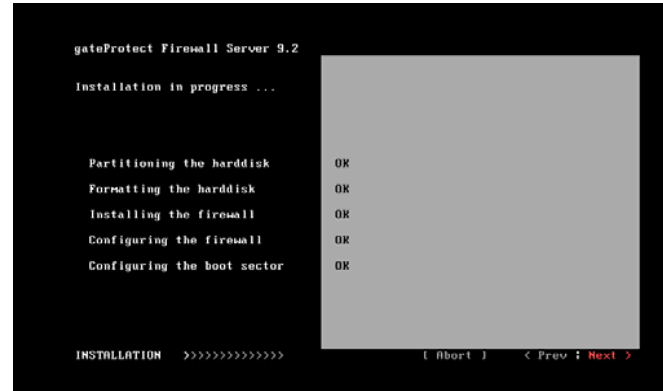 gateProtect Firewall Server 9.2
Installation in progress ...
Partitioning the harddisk OK
Formatting the harddisk OK
Installing the firewall OK
Configuring the firewall OK
Configuring the boot sector OK
INSTALLATION >>>>>>>>>>>>>> [ Abort ] < Prev ¦ Next >